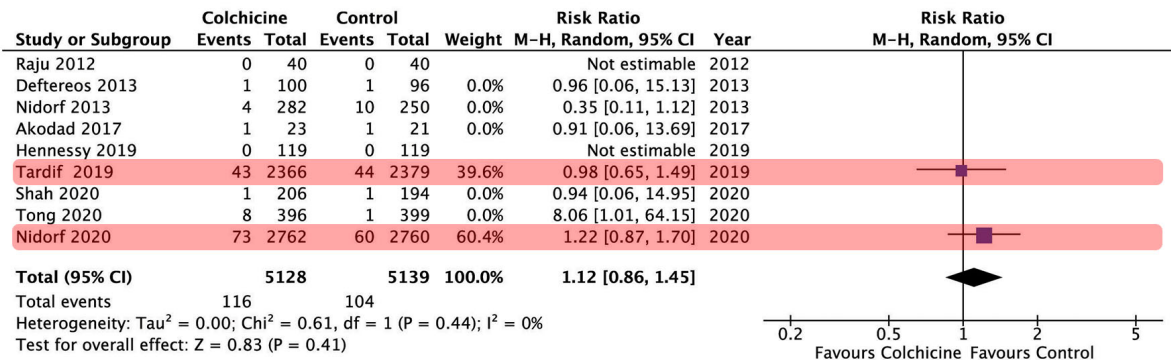 Colchicine Control Risk Ratio Risk Ratio
Study or Subgroup Events Total Events Total Weight M-H, Random, 95% CI Year M-H, Random, 95% CI
Raju 2012 0 40 0 40 Not estimable 2012
Deftereos 2013 1 100 1 96 0.0% 0.96 [0.06, 15.13] 2013
Nidorf 2013 4 282 10 250 0.0% 0.35 [0.11, 1.12] 2013
Akodad 2017 1 23 1 21 0.0% 0.91 [0.06, 13.69] 2017
Hennessy 2019 0 119 0 119 Not estimable 2019
Tardif 2019 43 2366 44 2379 39.6% 0.98 [0.65, 1.49] 2019
Shah 2020 1 206 1 194 0.0% 0.94 [0.06, 14.95] 2020
Tong 2020 8 396 1 399 0.0% 8.06 [1.01, 64.15] 2020
Nidorf 2020 73 2762 60 2760 60.4% 1.22 [0.87, 1.70] 2020
Total (95% CI) 5128 5139 100.0% 1.12 [0.86, 1.45]
Total events 116 104
Heterogeneity: Tau² = 0.00; Chi² = 0.61, df = 1 (P = 0.44); I² = 0%
Test for overall effect: Z = 0.83 (P = 0.41)
0.2 0.5 1 2 5
Favours Colchicine Favours Control